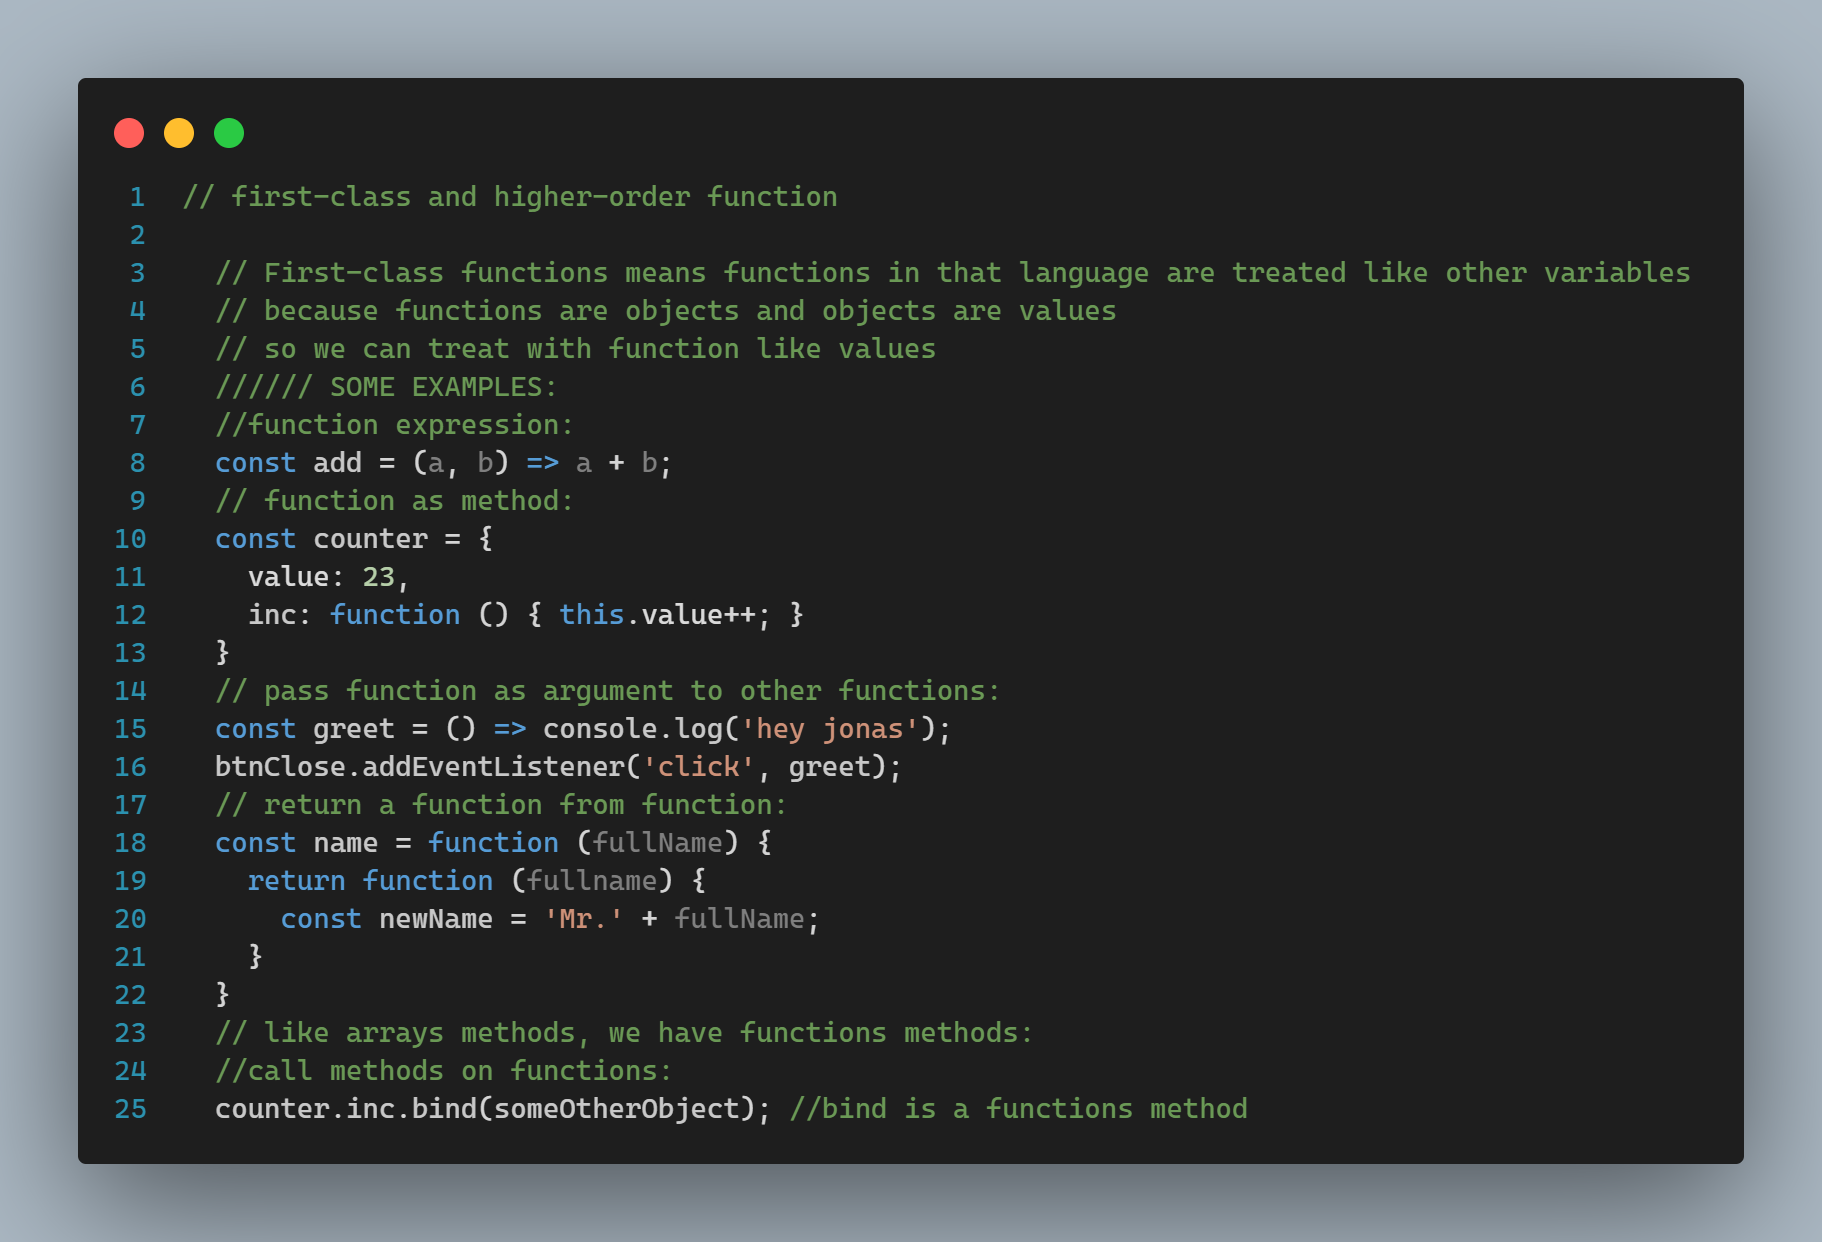 1 // first-class and higher-order function
2
3 // First-class functions means functions in that language are treated like other variables
4 // because functions are objects and objects are values
5 // so we can treat with function like values
6 ////// SOME EXAMPLES:
7 //function expression:
8 const add = (a, b) => a + b;
9 // function as method:
10 const counter = {
11 value: 23,
12 inc: function () { this.value++; }
13 }
14 // pass function as argument to other functions:
15 const greet = () => console.log('hey jonas');
16 btnClose.addEventListener('click', greet);
17 // return a function from function:
18 const name = function (fullName) {
19 return function (fullname) {
20 const newName = 'Mr.' + fullName;
21 }
22 }
23 // like arrays methods, we have functions methods:
24 //call methods on functions:
25 counter.inc.bind(someOtherObject); //bind is a functions method